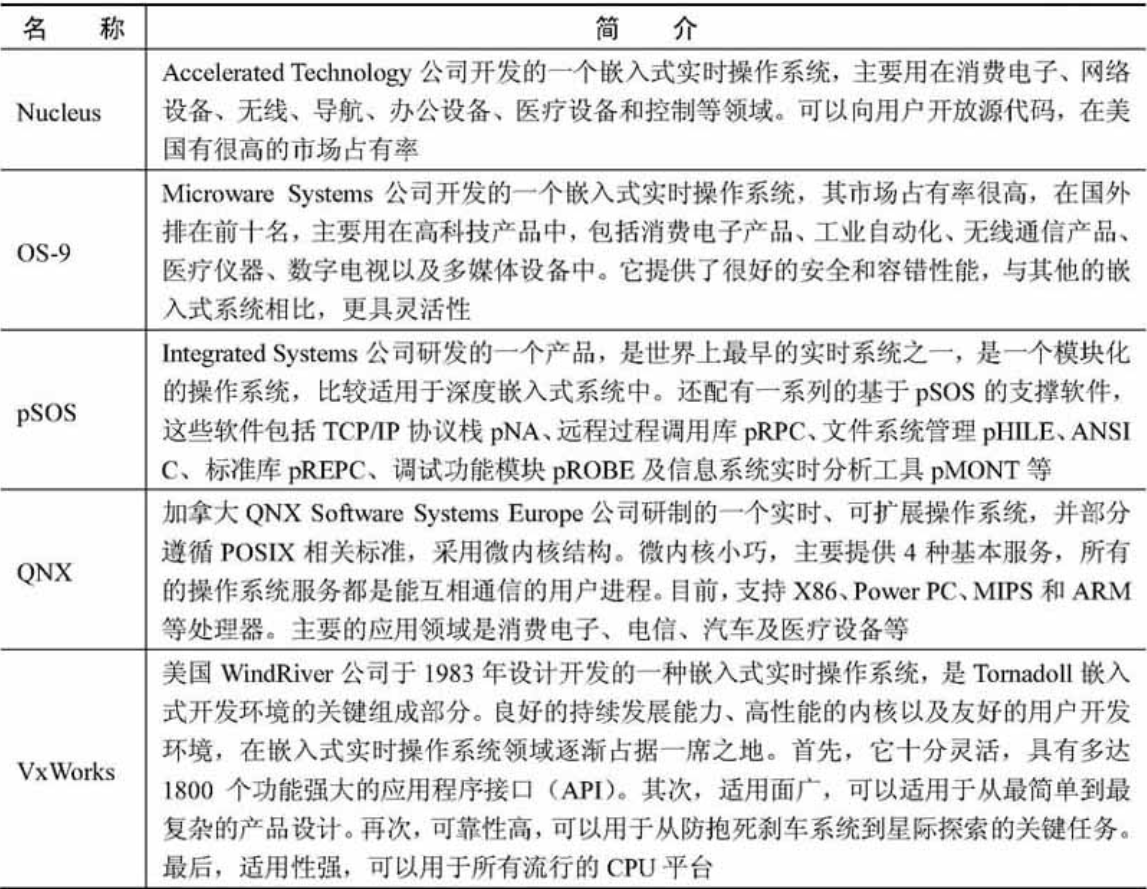 名 称 简 介
Accelerated Technology 公司开发的一个嵌入式实时操作系统，主要用在消费电子、网络
Nucleus 设备、无线、导航、办公设备、医疗设备和控制等领域。可以向用户开放源代码，在美
国有很高的市场占有率
Microware Systems 公司开发的一个嵌入式实时操作系统，其市场占有率很高，在国外
排在前十名，主要用在高科技产品中，包括消费电子产品、工业自动化、无线通信产品、
OS-9
医疗仪器、数字电视以及多媒体设备中。它提供了很好的安全和容错性能，与其他的嵌
入式系统相比，更具灵活性
Integrated Systems 公司研发的一个产品，是世界上最早的实时系统之一，是一个模块化
的操作系统，比较适用于深度嵌入式系统中。还配有一系列的基于 pSOS 的支撑软件，
pSOS
这些软件包括 TCP/IP 协议栈 pNA、远程过程调用库 pRPC、文件系统管理 pHILE、ANSI
C、标准库 pREPC、调试功能模块 pROBE 及信息系统实时分析工具 pMONT 等
加拿大 QNX Software Systems Europe 公司研制的一个实时、可扩展操作系统，并部分
遵循 POSIX 相关标准，采用微内核结构。微内核小巧，主要提供 4 种基本服务，所有
QNX
的操作系统服务都是能互相通信的用户进程。目前，支持 X86、Power PC、MIPS 和 ARM
等处理器。主要的应用领域是消费电子、电信、汽车及医疗设备等
美国 WindRiver 公司于 1983 年设计开发的一种嵌入式实时操作系统，是 Tornadoll 嵌入
式开发环境的关键组成部分。良好的持续发展能力、高性能的内核以及友好的用户开发
环境，在嵌入式实时操作系统领域逐渐占据一席之地。首先，它十分灵活，具有多达
VxWorks
1800 个功能强大的应用程序接口（API）。其次，适用面广，可以适用于从最简单到最
复杂的产品设计。再次，可靠性高，可以用于从防抱死刹车系统到星际探索的关键任务。
最后，适用性强，可以用于所有流行的 CPU 平台